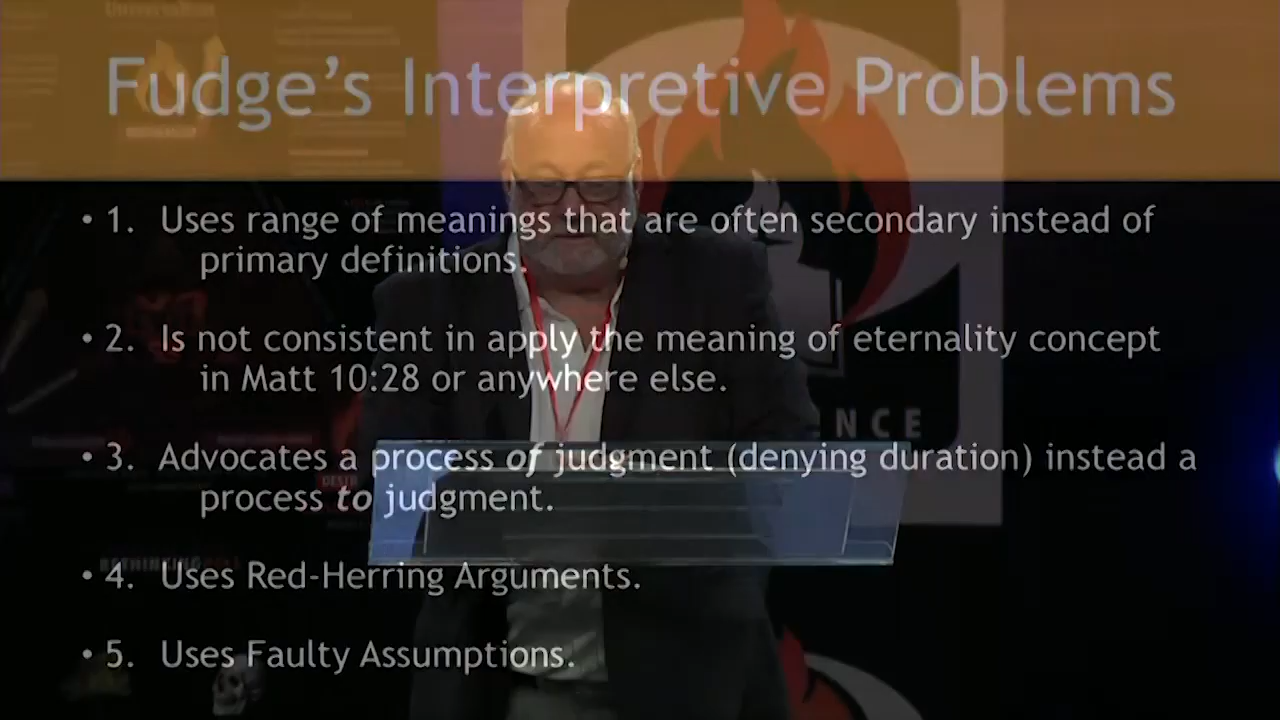 Fudge's Interpretive Problems
• 1. Uses range of meanings that are often secondary instead of
primary definitions.
• 2. Is not consistent in apply the meaning of eternality concept
in Matt 10:28 or anywhere else.
• 3. Advocates a process of judgment (denying duration) instead a
process to judgment.
• 4. Uses Red-Herring Arguments.
• 5. Uses Faulty Assumptions.
NCE
RETHINKING